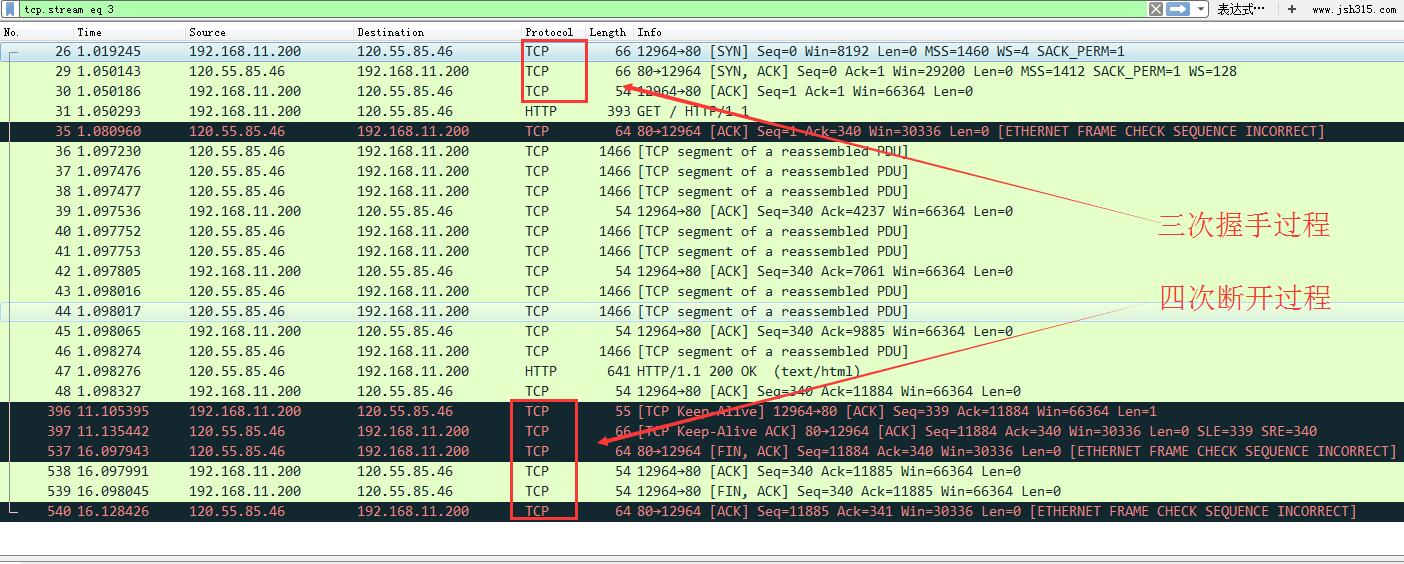 tcp.stream eq 3 表达式… + www.jsh315.com
No. Time Source Destination Protocol Length Info
26 1.019245 192.168.11.200 120.55.85.46 TCP 66 12964→80 [SYN] Seq=0 Win=8192 Len=0 MSS=1460 WS=4 SACK_PERM=1
29 1.050143 120.55.85.46 192.168.11.200 TCP 66 80→12964 [SYN, ACK] Seq=0 Ack=1 Win=29200 Len=0 MSS=1412 SACK_PERM=1 WS=128
30 1.050186 192.168.11.200 120.55.85.46 TCP 54 12964→80 [ACK] Seq=1 Ack=1 Win=66364 Len=0
31 1.050293 192.168.11.200 120.55.85.46 HTTP 393 GET / HTTP/1.1
35 1.080960 120.55.85.46 192.168.11.200 TCP 64 80→12964 [ACK] Seq=1 Ack=340 Win=30336 Len=0 [ETHERNET FRAME CHECK SEQUENCE INCORRECT]
36 1.097230 120.55.85.46 192.168.11.200 TCP 1466 [TCP segment of a reassembled PDU]
37 1.097476 120.55.85.46 192.168.11.200 TCP 1466 [TCP segment of a reassembled PDU]
38 1.097477 120.55.85.46 192.168.11.200 TCP 1466 [TCP segment of a reassembled PDU]
39 1.097536 192.168.11.200 120.55.85.46 TCP 54 12964→80 [ACK] Seq=340 Ack=4237 Win=66364 Len=0
40 1.097752 120.55.85.46 192.168.11.200 TCP 1466 [TCP segment of a reassembled PDU]
41 1.097753 120.55.85.46 192.168.11.200 TCP 1466 [TCP segment of a reassembled PDU]
42 1.097805 192.168.11.200 120.55.85.46 TCP 54 12964→80 [ACK] Seq=340 Ack=7061 Win=66364 Len=0
43 1.098016 120.55.85.46 192.168.11.200 TCP 1466 [TCP segment of a reassembled PDU]
44 1.098017 120.55.85.46 192.168.11.200 TCP 1466 [TCP segment of a reassembled PDU]
45 1.098065 192.168.11.200 120.55.85.46 TCP 54 12964→80 [ACK] Seq=340 Ack=9885 Win=66364 Len=0
46 1.098274 120.55.85.46 192.168.11.200 TCP 1466 [TCP segment of a reassembled PDU]
47 1.098276 120.55.85.46 192.168.11.200 HTTP 641 HTTP/1.1 200 OK (text/html)
48 1.098327 192.168.11.200 120.55.85.46 TCP 54 12964→80 [ACK] Seq=340 Ack=11884 Win=66364 Len=0
396 11.105395 192.168.11.200 120.55.85.46 TCP 55 [TCP Keep-Alive] 12964→80 [ACK] Seq=339 Ack=11884 Win=66364 Len=1
397 11.135442 120.55.85.46 192.168.11.200 TCP 66 [TCP Keep-Alive ACK] 80→12964 [ACK] Seq=11884 Ack=340 Win=30336 Len=0 SLE=339 SRE=340
537 16.097943 120.55.85.46 192.168.11.200 TCP 64 80→12964 [FIN, ACK] Seq=11884 Ack=340 Win=30336 Len=0 [ETHERNET FRAME CHECK SEQUENCE INCORRECT]
538 16.097991 192.168.11.200 120.55.85.46 TCP 54 12964→80 [ACK] Seq=340 Ack=11885 Win=66364 Len=0
539 16.098045 192.168.11.200 120.55.85.46 TCP 54 12964→80 [FIN, ACK] Seq=340 Ack=11885 Win=66364 Len=0
540 16.128426 120.55.85.46 192.168.11.200 TCP 64 80→12964 [ACK] Seq=11885 Ack=341 Win=30336 Len=0 [ETHERNET FRAME CHECK SEQUENCE INCORRECT]
三次握手过程
四次断开过程